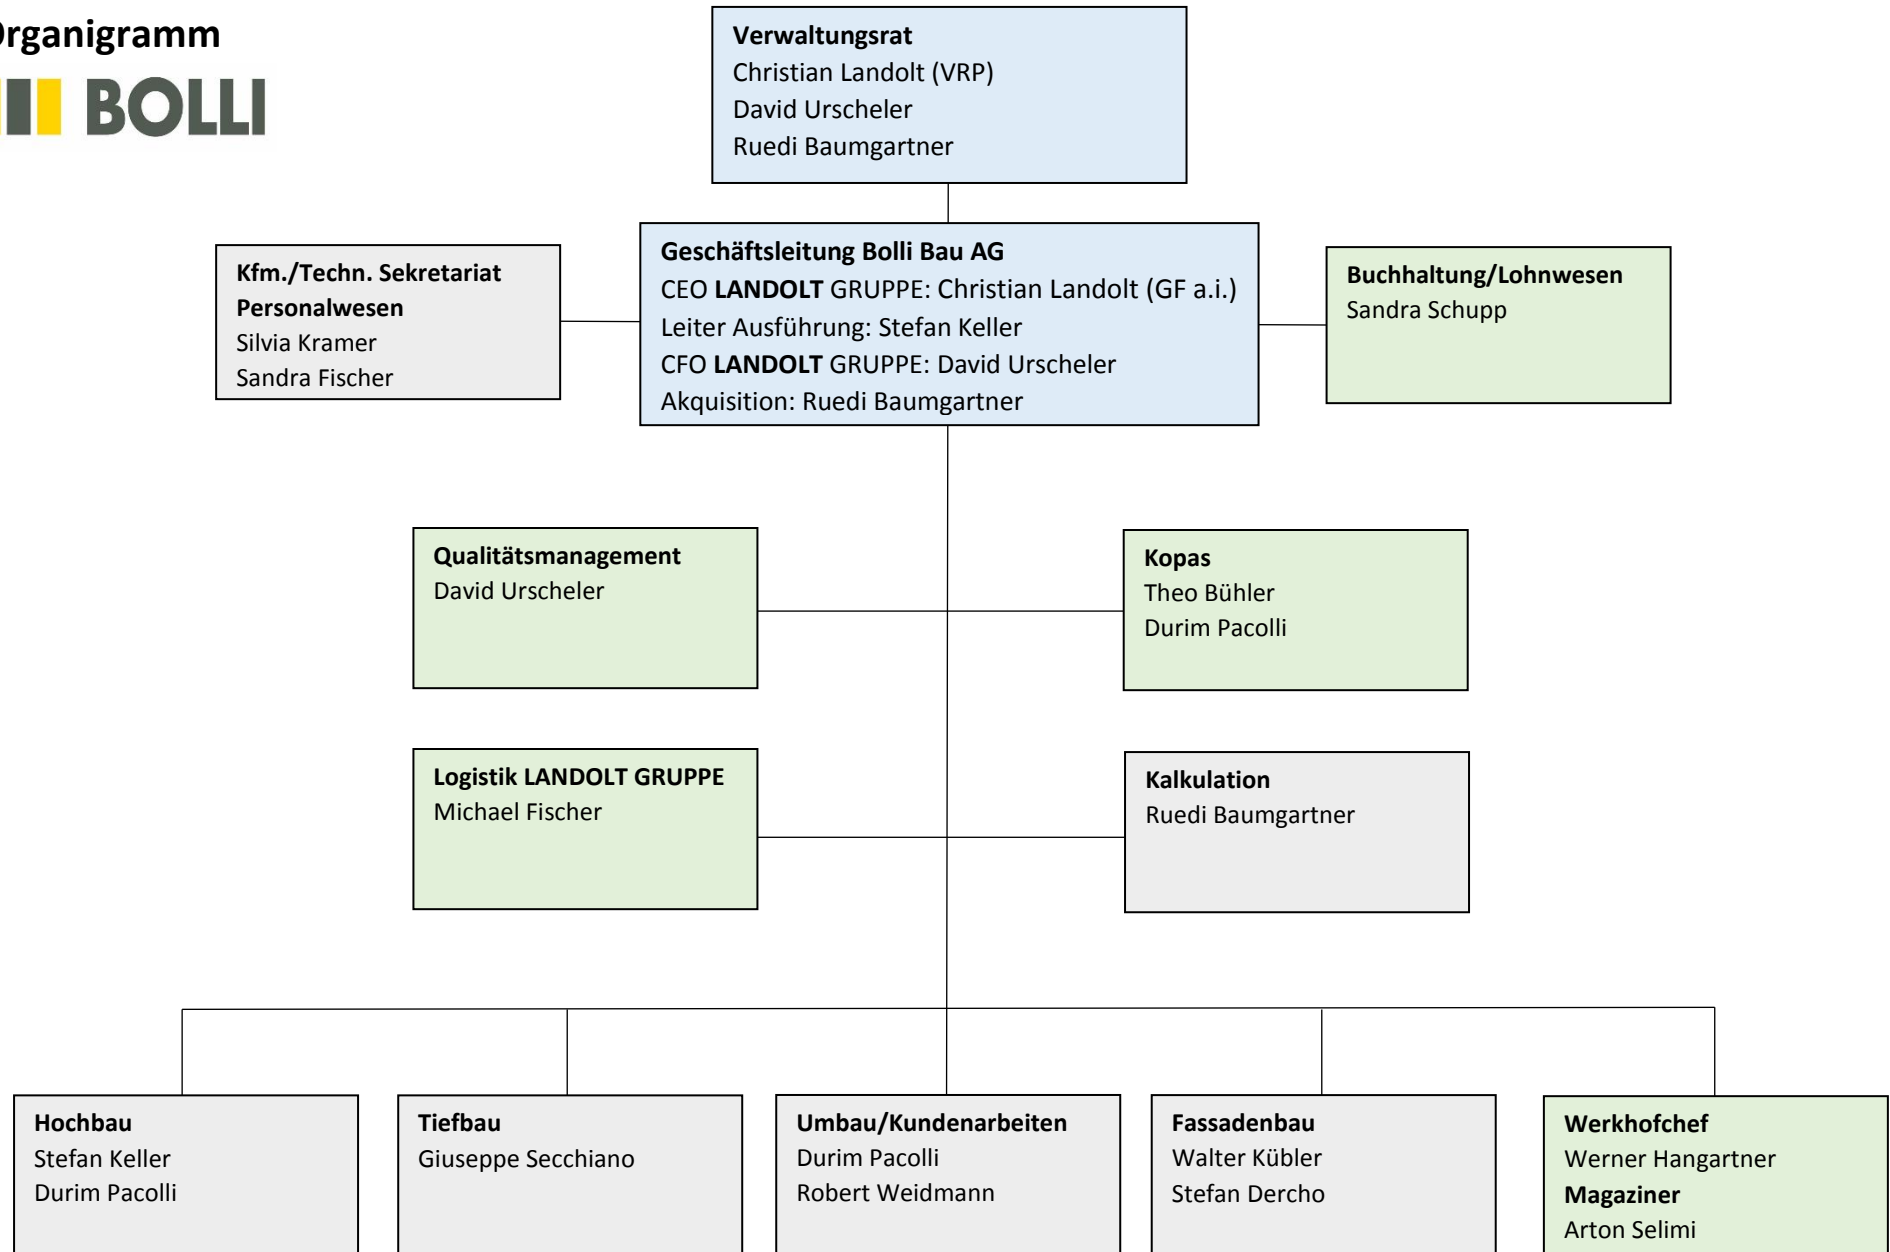 Organigramm
BOLLI
Verwaltungsrat
Christian Landolt (VRP)
David Urscheler
Ruedi Baumgartner
Kfm./Techn. Sekretariat
Personalwesen
Silvia Kramer
Sandra Fischer
Geschäftsleitung Bolli Bau AG
CEO LANDOLT GRUPPE: Christian Landolt (GF a.i.)
Leiter Ausführung: Stefan Keller
CFO LANDOLT GRUPPE: David Urscheler
Akquisition: Ruedi Baumgartner
Buchhaltung/Lohnwesen
Sandra Schupp
Qualitätsmanagement
David Urscheler
Kopas
Theo Bühler
Durim Pacolli
Logistik LANDOLT GRUPPE
Michael Fischer
Kalkulation
Ruedi Baumgartner
Hochbau
Stefan Keller
Durim Pacolli
Tiefbau
Giuseppe Secchiano
Umbau/Kundenarbeiten
Durim Pacolli
Robert Weidmann
Fassadenbau
Walter Kübler
Stefan Dercho
Werkhofchef
Werner Hangartner
Magaziner
Arton Selimi